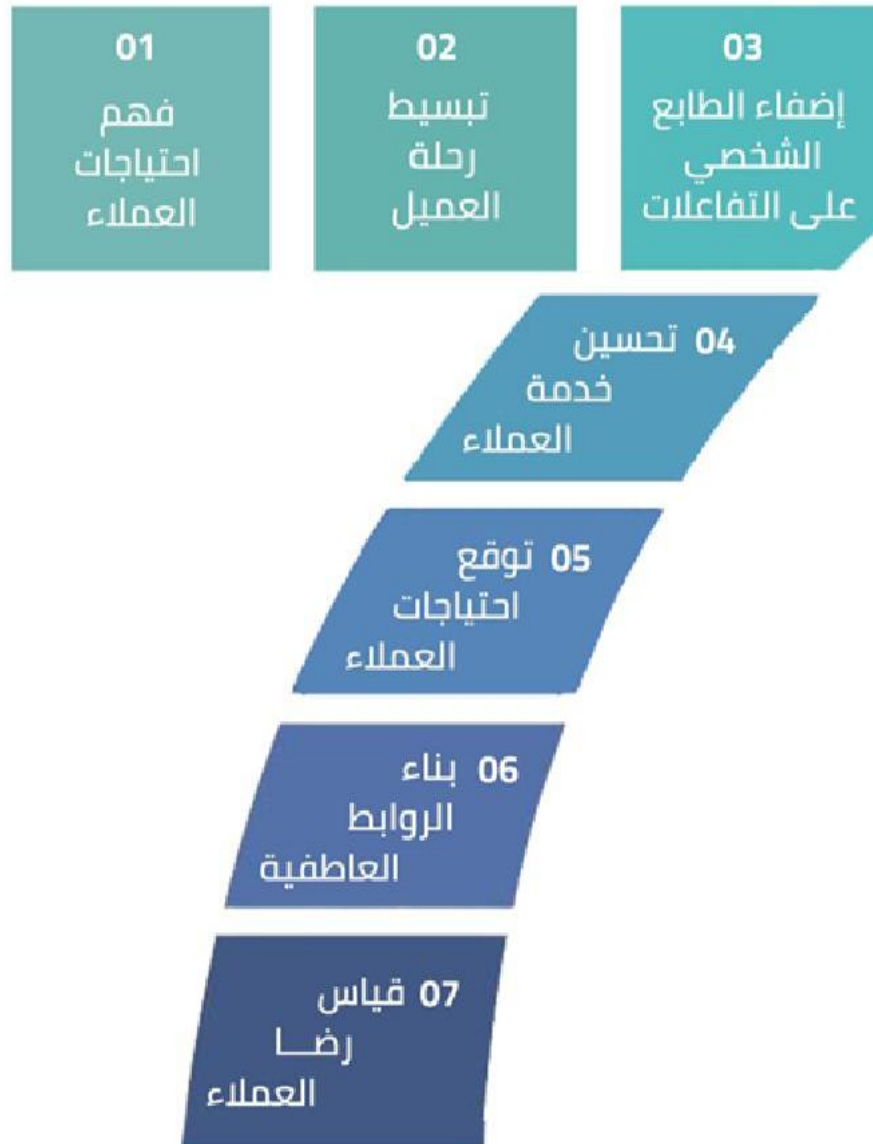 01
فهم
احتياجات
العملاء
02
تبسيط
رحلة
العميل
03
إضفاء الطابع
الشخصي
على التفاعلات
04 تحسين
خدمة
العملاء
05 توقع
احتياجات
العملاء
06 بناء
الروابط
العاطفية
07 قياس
رضــا
العملاء